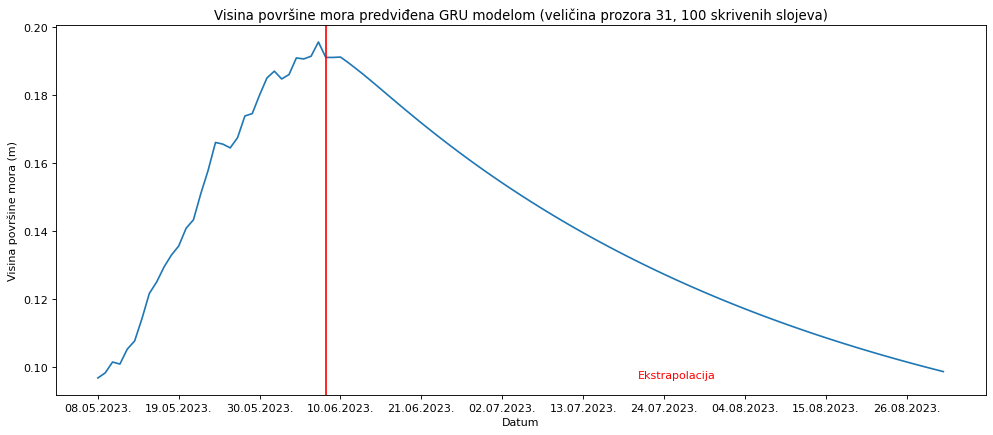 Visina površine mora predviđena GRU modelom (veličina prozora 31, 100 skrivenih slojeva)
Visina površine mora (m)
0.20
0.18
0.16
0.14
0.12
0.10
Ekstrapolacija
08.05.2023. 19.05.2023. 30.05.2023. 10.06.2023. 21.06.2023. 02.07.2023. 13.07.2023. 24.07.2023. 04.08.2023. 15.08.2023. 26.08.2023.
Datum